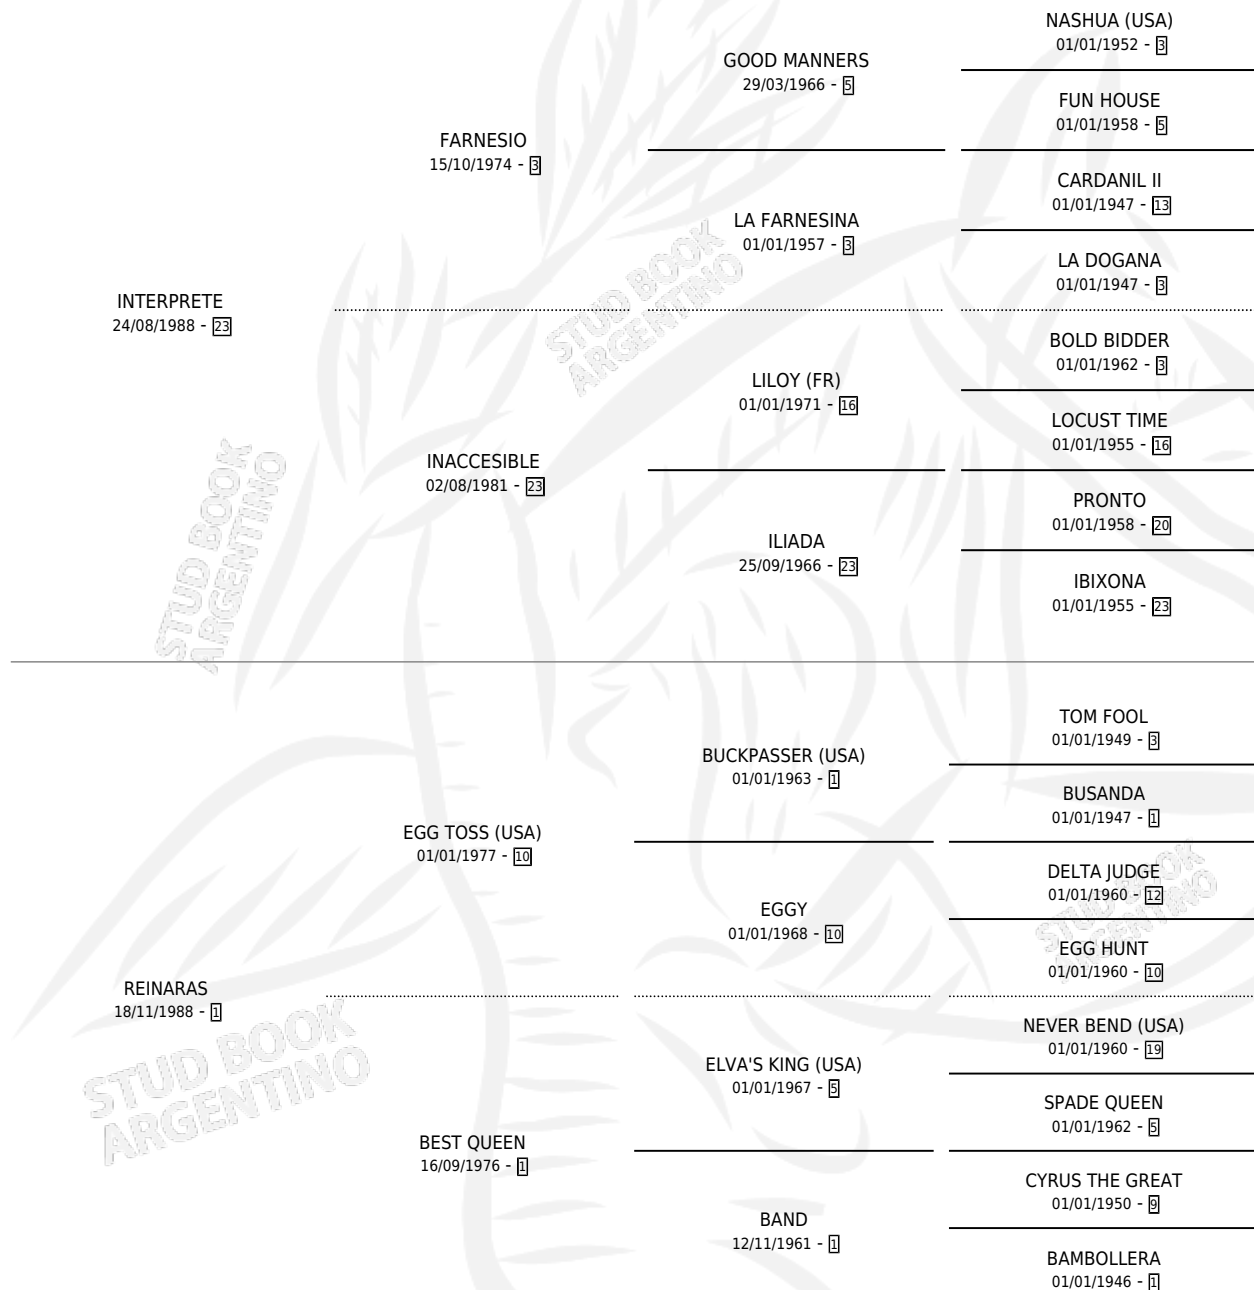 NASHUA (USA)
01/01/1952 - 3
GOOD MANNERS
29/03/1966 - 5
FUN HOUSE
01/01/1958 - 5
FARNESIO
15/10/1974 - 3
CARDANIL II
01/01/1947 - 13
LA FARNESINA
01/01/1957 - 3
LA DOGANA
01/01/1947 - 3
STUD BOOK
ARGENTINO
INTERPRETE
24/08/1988 - 23
BOLD BIDDER
01/01/1962 - 3
LILOY (FR)
01/01/1971 - 16
LOCUST TIME
01/01/1955 - 16
INACCESIBLE
02/08/1981 - 23
PRONTO
01/01/1958 - 20
ILIADA
25/09/1966 - 23
IBIXONA
01/01/1955 - 23
STUD BOOK
ARGENTINO
TOM FOOL
01/01/1949 - 3
BUCKPASSER (USA)
01/01/1963 - 1
BUSANDA
01/01/1947 - 1
EGG TOSS (USA)
01/01/1977 - 10
DELTA JUDGE
01/01/1960 - 12
EGGY
01/01/1968 - 10
STUD BOOK
ARGENTINO
EGG HUNT
01/01/1960 - 10
REINARAS
18/11/1988 - 1
NEVER BEND (USA)
01/01/1960 - 19
ELVA'S KING (USA)
01/01/1967 - 5
SPADE QUEEN
01/01/1962 - 5
STUD BOOK
ARGENTINO
BEST QUEEN
16/09/1976 - 1
CYRUS THE GREAT
01/01/1950 - 9
BAND
12/11/1961 - 1
BAMBOLLERA
01/01/1946 - 1